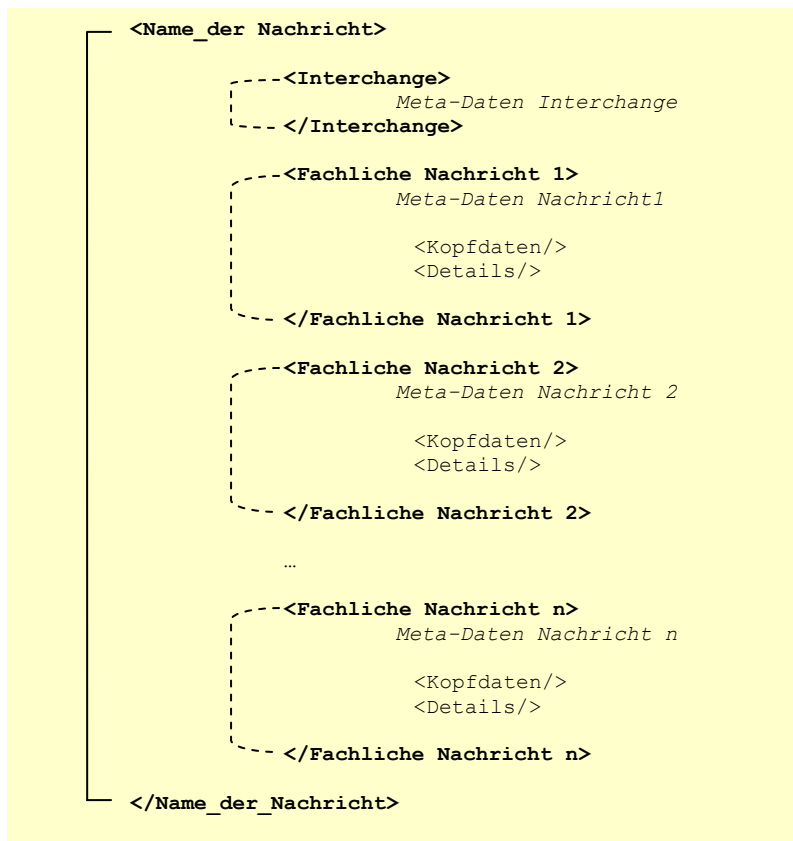 <Name_der Nachricht>
<Interchange>
Meta-Daten Interchange
</Interchange>
<Fachliche Nachricht 1>
Meta-Daten Nachricht1
<Kopfdaten/>
<Details/>
</Fachliche Nachricht 1>
<Fachliche Nachricht 2>
Meta-Daten Nachricht 2
<Kopfdaten/>
<Details/>
</Fachliche Nachricht 2>
…
<Fachliche Nachricht n>
Meta-Daten Nachricht n
<Kopfdaten/>
<Details/>
</Fachliche Nachricht n>
</Name_der_Nachricht>